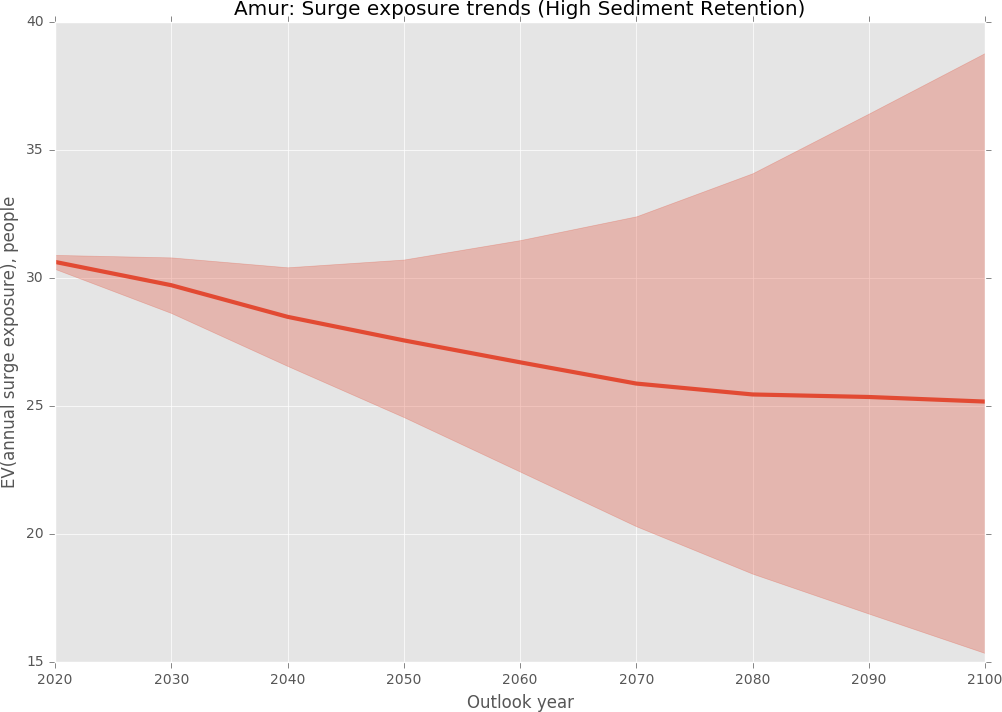 Amur: Surge exposure trends (High Sediment Retention)
40
35
30
25
20
15
EV(annual surge exposure), people
2020 2030 2040 2050 2060 2070 2080 2090 2100
Outlook year